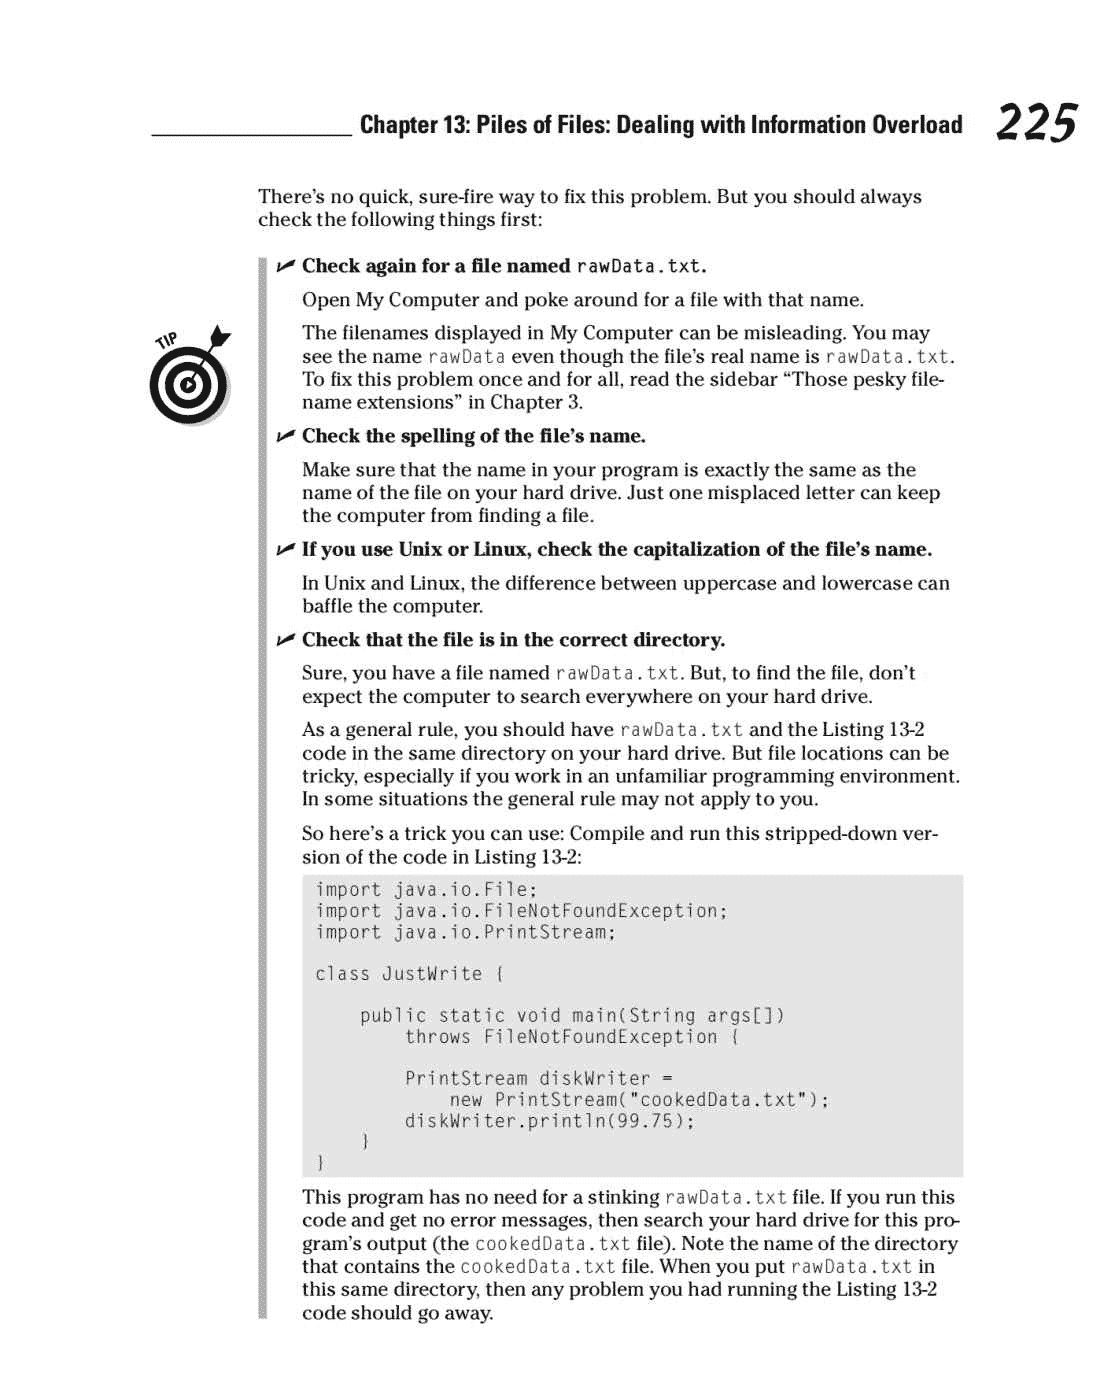 Chapter 13: Piles of Files: Dealing with Information Overload 225
There's no quick, sure-fire way to fix this problem. But you should always
check the following things first:
✓ Check again for a file named rawData.txt.
Open My Computer and poke around for a file with that name.
TIP
The filenames displayed in My Computer can be misleading. You may
see the name rawData even though the file's real name is rawData.txt.
To fix this problem once and for all, read the sidebar “Those pesky file-
name extensions” in Chapter 3.
✓ Check the spelling of the file's name.
Make sure that the name in your program is exactly the same as the
name of the file on your hard drive. Just one misplaced letter can keep
the computer from finding a file.
✓ If you use Unix or Linux, check the capitalization of the file's name.
In Unix and Linux, the difference between uppercase and lowercase can
baffle the computer.
✓ Check that the file is in the correct directory.
Sure, you have a file named rawData.txt. But, to find the file, don't
expect the computer to search everywhere on your hard drive.
As a general rule, you should have rawData.txt and the Listing 13-2
code in the same directory on your hard drive. But file locations can be
tricky, especially if you work in an unfamiliar programming environment.
In some situations the general rule may not apply to you.
So here's a trick you can use: Compile and run this stripped-down ver-
sion of the code in Listing 13-2:
import java.io.File;
import java.io.FileNotFoundException;
import java.io.PrintStream;
class JustWrite {
public static void main(String args[])
throws FileNotFoundException {
PrintStream diskWriter =
new PrintStream("cookedData.txt");
diskWriter.println(99.75);
}
}
This program has no need for a stinking rawData.txt file. If you run this
code and get no error messages, then search your hard drive for this pro-
gram's output (the cookedData.txt file). Note the name of the directory
that contains the cookedData.txt file. When you put rawData.txt in
this same directory, then any problem you had running the Listing 13-2
code should go away.